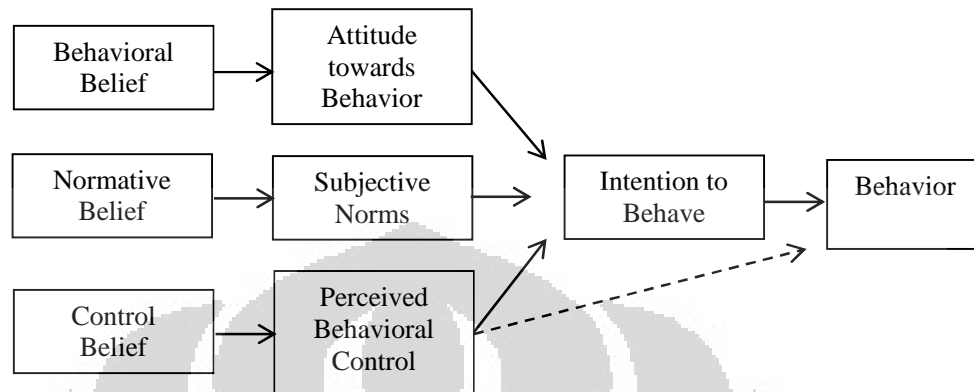 Behavioral
Belief
Attitude
towards
Behavior
Normative
Belief
Subjective
Norms
Intention to
Behave
Behavior
Control
Belief
Perceived
Behavioral
Control